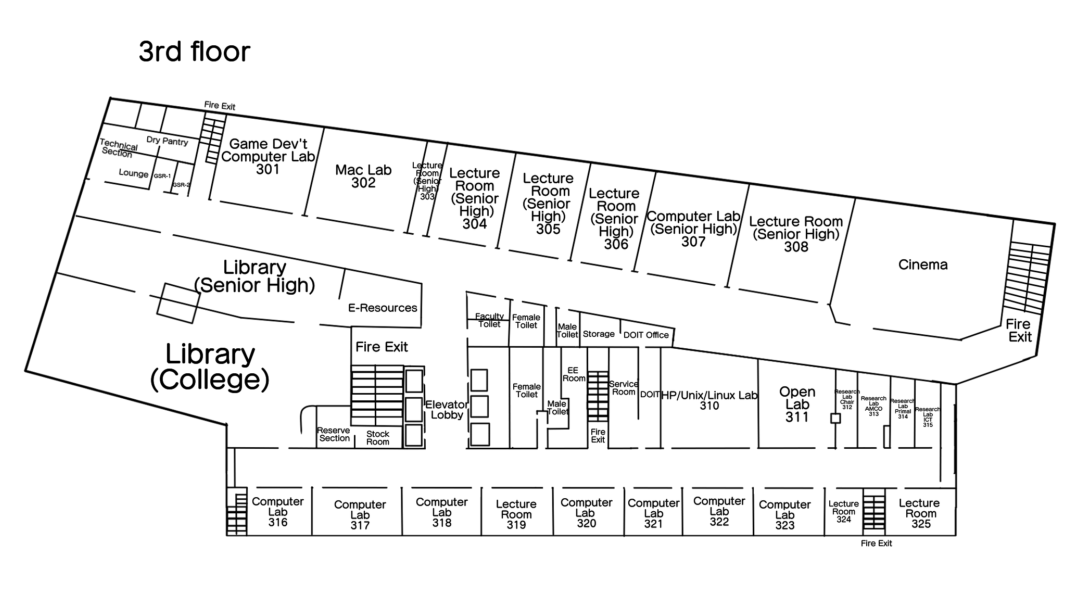 3rd floor
Fire Exit
Technical
Section
Dry Pantry
Lounge
GSR-1
GSR-2
Game Dev't
Computer Lab
301
Mac Lab
302
Lecture
Room
(Senior
High)
303
Lecture
Room
(Senior
High)
304
Lecture
Room
(Senior
High)
305
Lecture
Room
(Senior
High)
306
Computer Lab
(Senior High)
307
Lecture Room
(Senior High)
308
Cinema
Fire
Exit
Library
(Senior High)
E-Resources
Library
(College)
Fire Exit
Elevator
Lobby
Reserve
Section
Stock
Room
Faculty
Toilet
Female
Toilet
Male
Toilet
Storage
DOIT Office
Female
Toilet
Male
Toilet
EE
Room
Fire
Exit
Service
Room
DOIT
HP/Unix/Linux Lab
310
Open
Lab
311
Research
Lab
Chair
312
Research
Lab
AMCO
313
Research
Lab
Primal
314
Research
Lab
ICT
315
Computer
Lab
316
Computer
Lab
317
Computer
Lab
318
Lecture
Room
319
Computer
Lab
320
Computer
Lab
321
Computer
Lab
322
Computer
Lab
323
Lecture
Room
324
Lecture
Room
325
Fire Exit